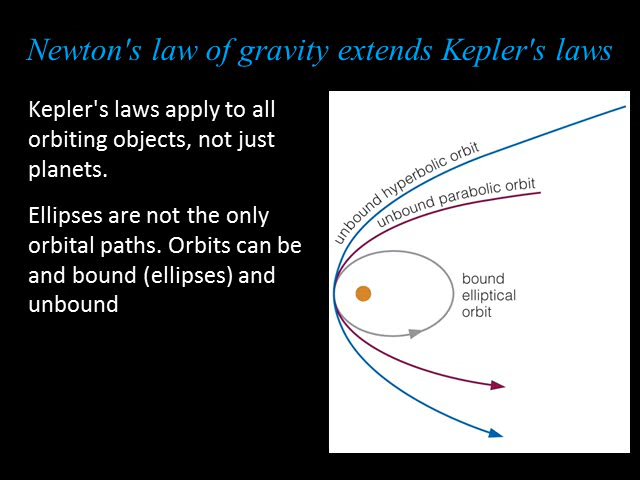 Newton's law of gravity extends Kepler's laws
Kepler's laws apply to all
orbiting objects, not just
planets.
Ellipses are not the only
orbital paths. Orbits can be
and bound (ellipses) and
unbound
unbound hyperbolic orbit
unbound parabolic orbit
bound
elliptical
orbit